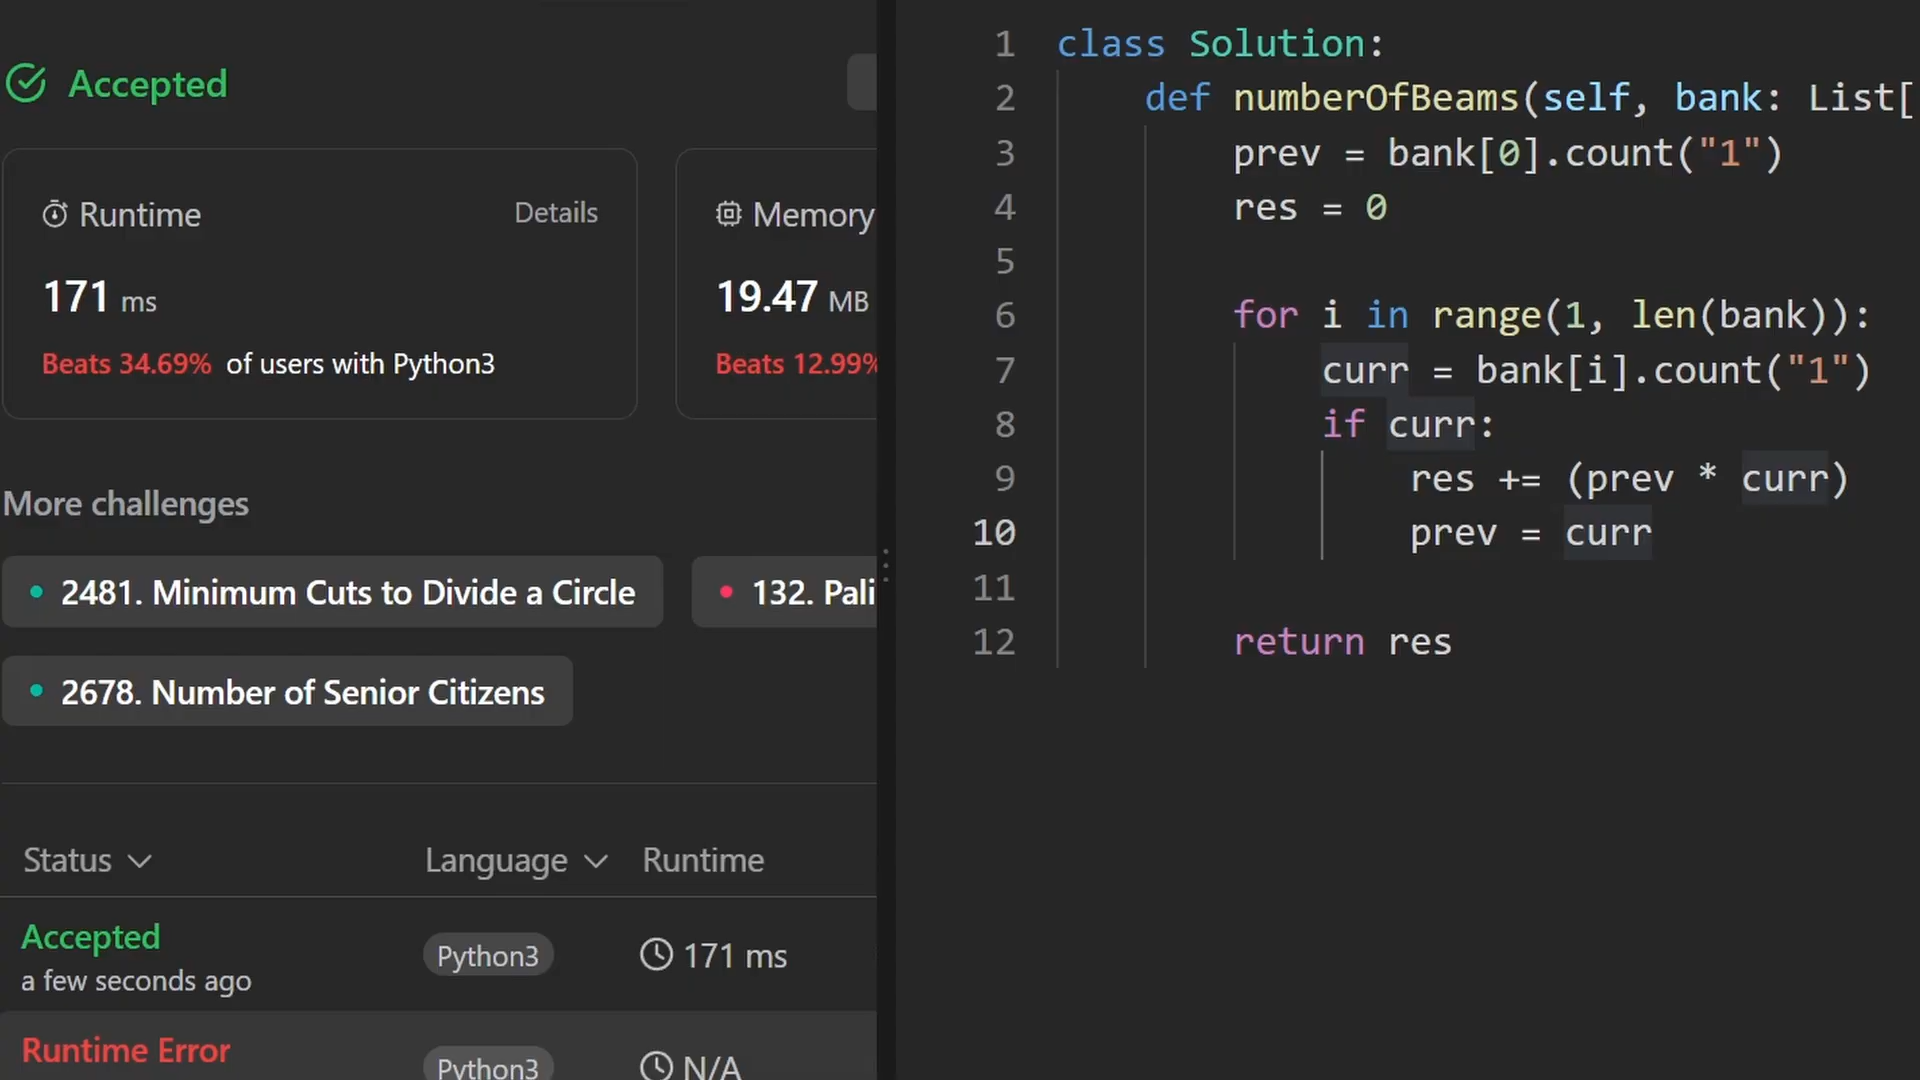 Accepted
Runtime
Details
171 ms
Beats 34.69% of users with Python3
Memory
19.47 MB
Beats 12.99%
More challenges
2481. Minimum Cuts to Divide a Circle
132. Pali
2678. Number of Senior Citizens
Status Language Runtime
Accepted
a few seconds ago
Python3
171 ms
Runtime Error
Python3
N/A
1 class Solution:
2 def numberOfBeams(self, bank: List[
3 prev = bank[0].count("1")
4 res = 0
5
6 for i in range(1, len(bank)):
7 curr = bank[i].count("1")
8 if curr:
9 res += (prev * curr)
10 prev = curr
11
12 return res